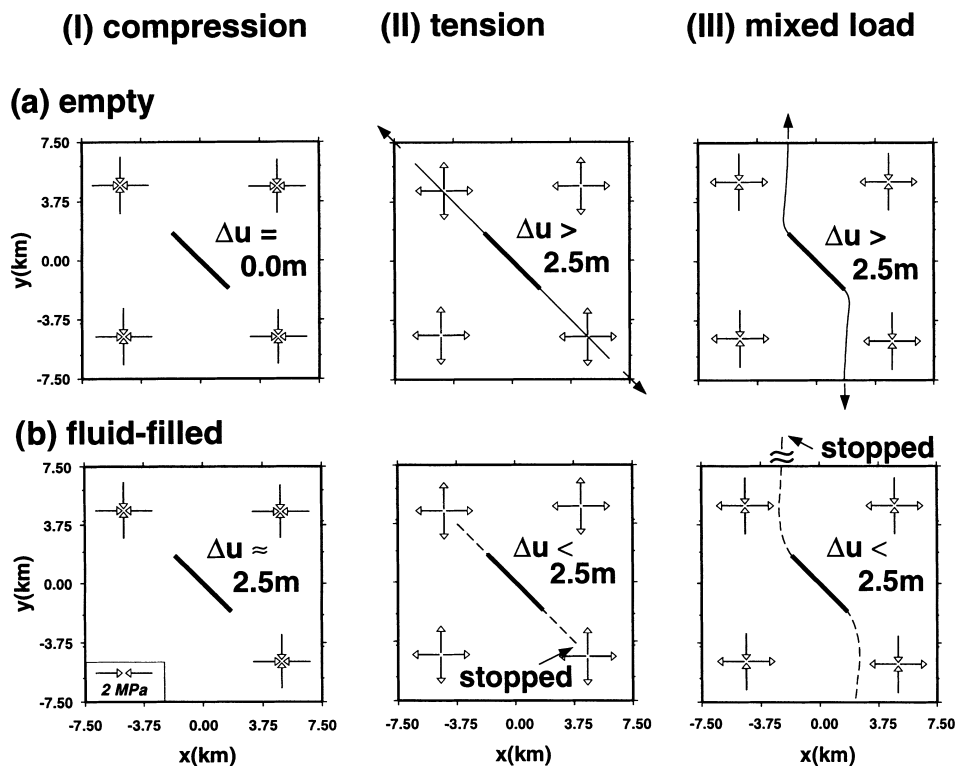 (I) compression (II) tension (III) mixed load
(a) empty
7.50
3.75
0.00
-3.75
-7.50
y(km)
Δu =
0.0m
Δu >
2.5m
Δu >
2.5m
(b) fluid-filled
stopped
7.50
3.75
0.00
-3.75
-7.50
y(km)
Δu ≈
2.5m
Δu <
2.5m
Δu <
2.5m
stopped
2 MPa
-7.50 -3.75 0.00 3.75 7.50
-7.50 -3.75 0.00 3.75 7.50
-7.50 -3.75 0.00 3.75 7.50
x(km) x(km) x(km)